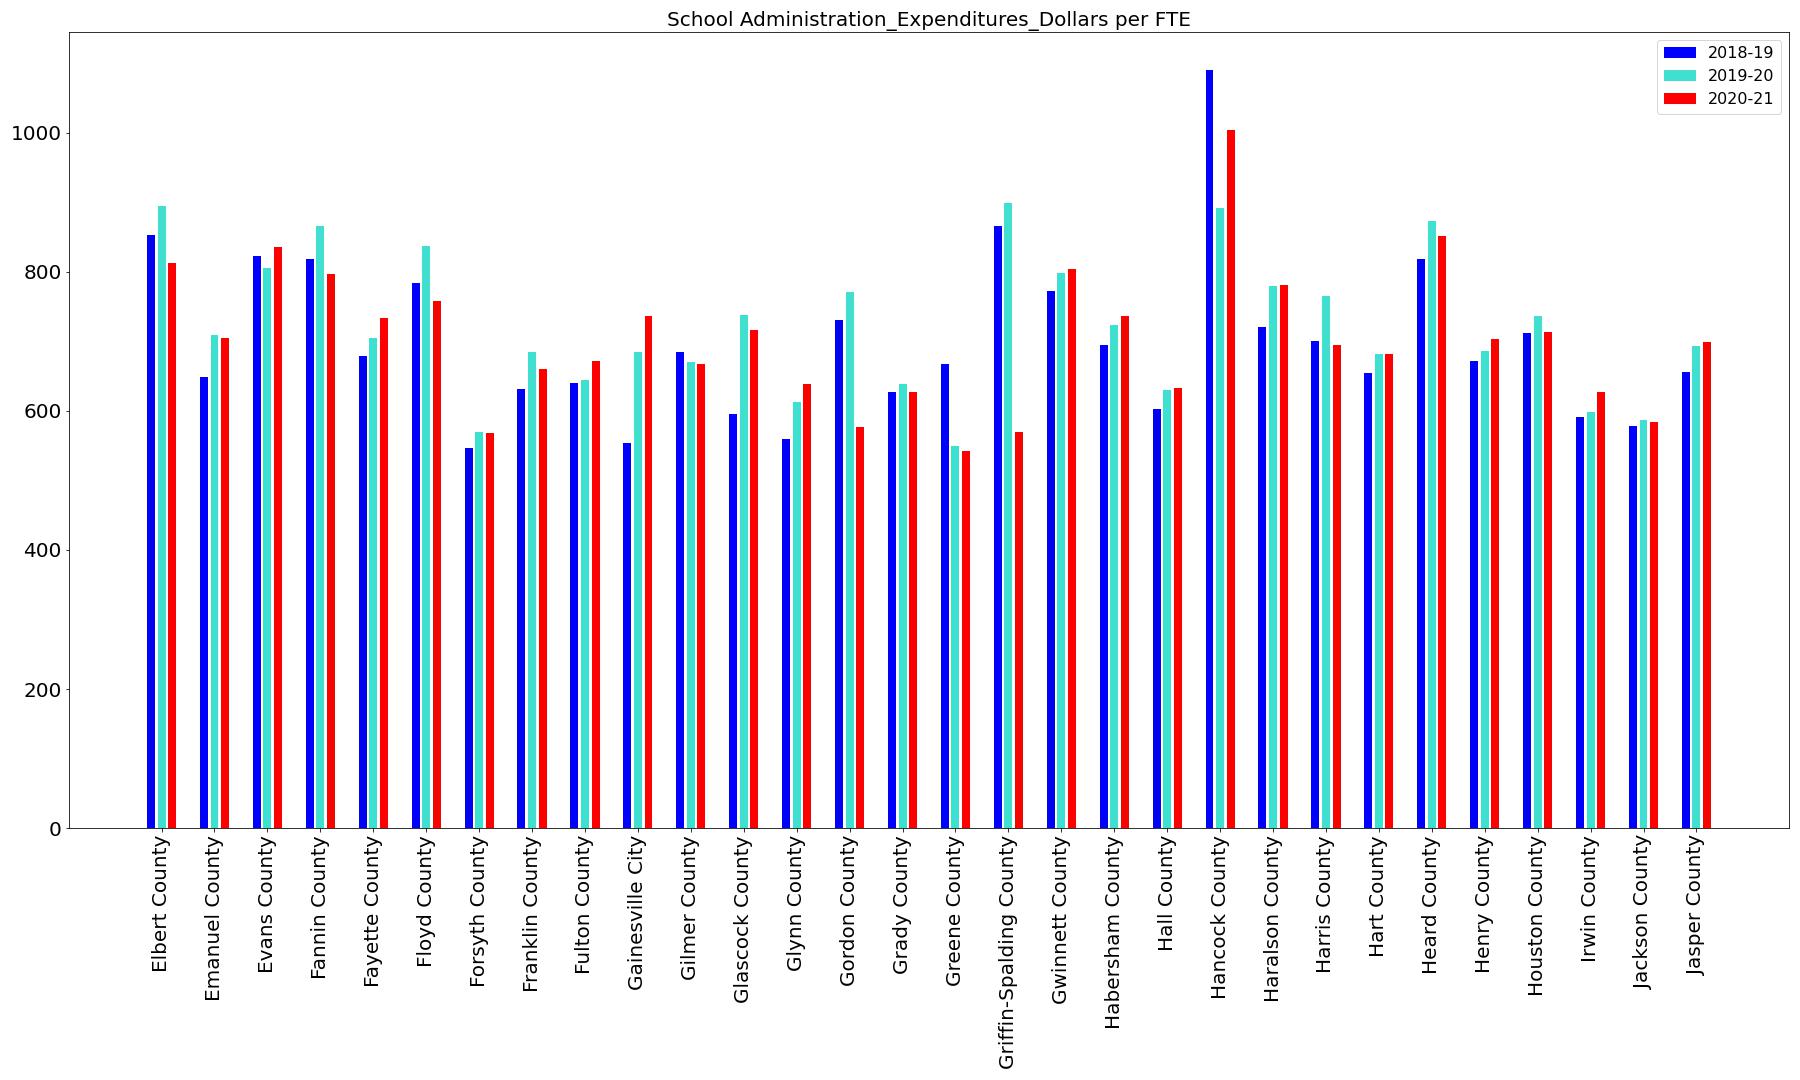 School Administration_Expenditures_Dollars per FTE
2018-19
2019-20
2020-21
1000
800
600
400
200
0
Elbert County
Emanuel County
Evans County
Fannin County
Fayette County
Floyd County
Forsyth County
Franklin County
Fulton County
Gainesville City
Gilmer County
Glascock County
Glynn County
Gordon County
Grady County
Greene County
Griffin-Spalding County
Gwinnett County
Habersham County
Hall County
Hancock County
Haralson County
Harris County
Hart County
Heard County
Henry County
Houston County
Irwin County
Jackson County
Jasper County